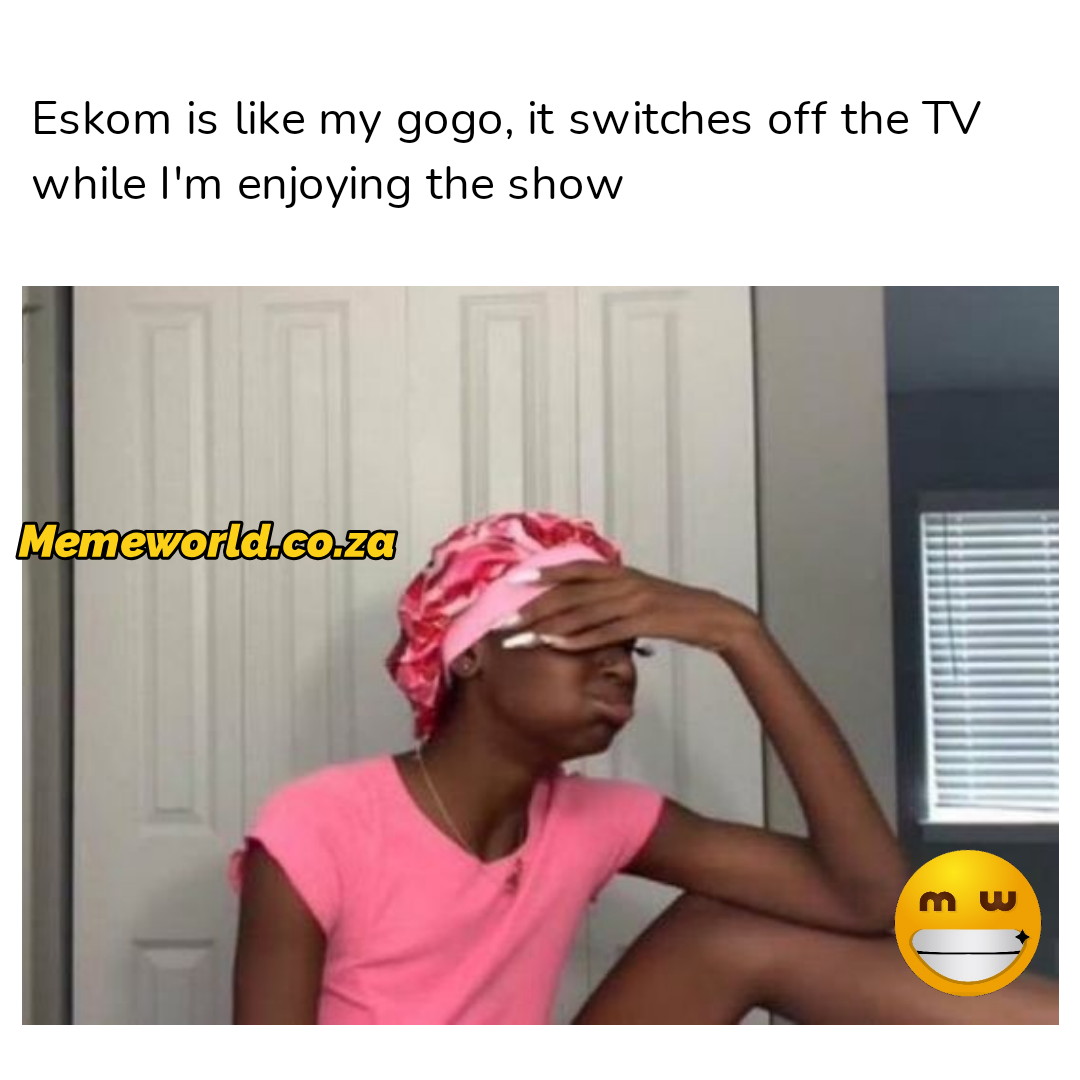 Eskom is like my gogo, it switches off the TV
while I'm enjoying the show
Memeworld.co.za
m w